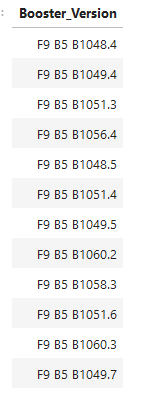 :
Booster_Version
F9 B5 B1048.4
F9 B5 B1049.4
F9 B5 B1051.3
F9 B5 B1056.4
F9 B5 B1048.5
F9 B5 B1051.4
F9 B5 B1049.5
F9 B5 B1060.2
F9 B5 B1058.3
F9 B5 B1051.6
F9 B5 B1060.3
F9 B5 B1049.7